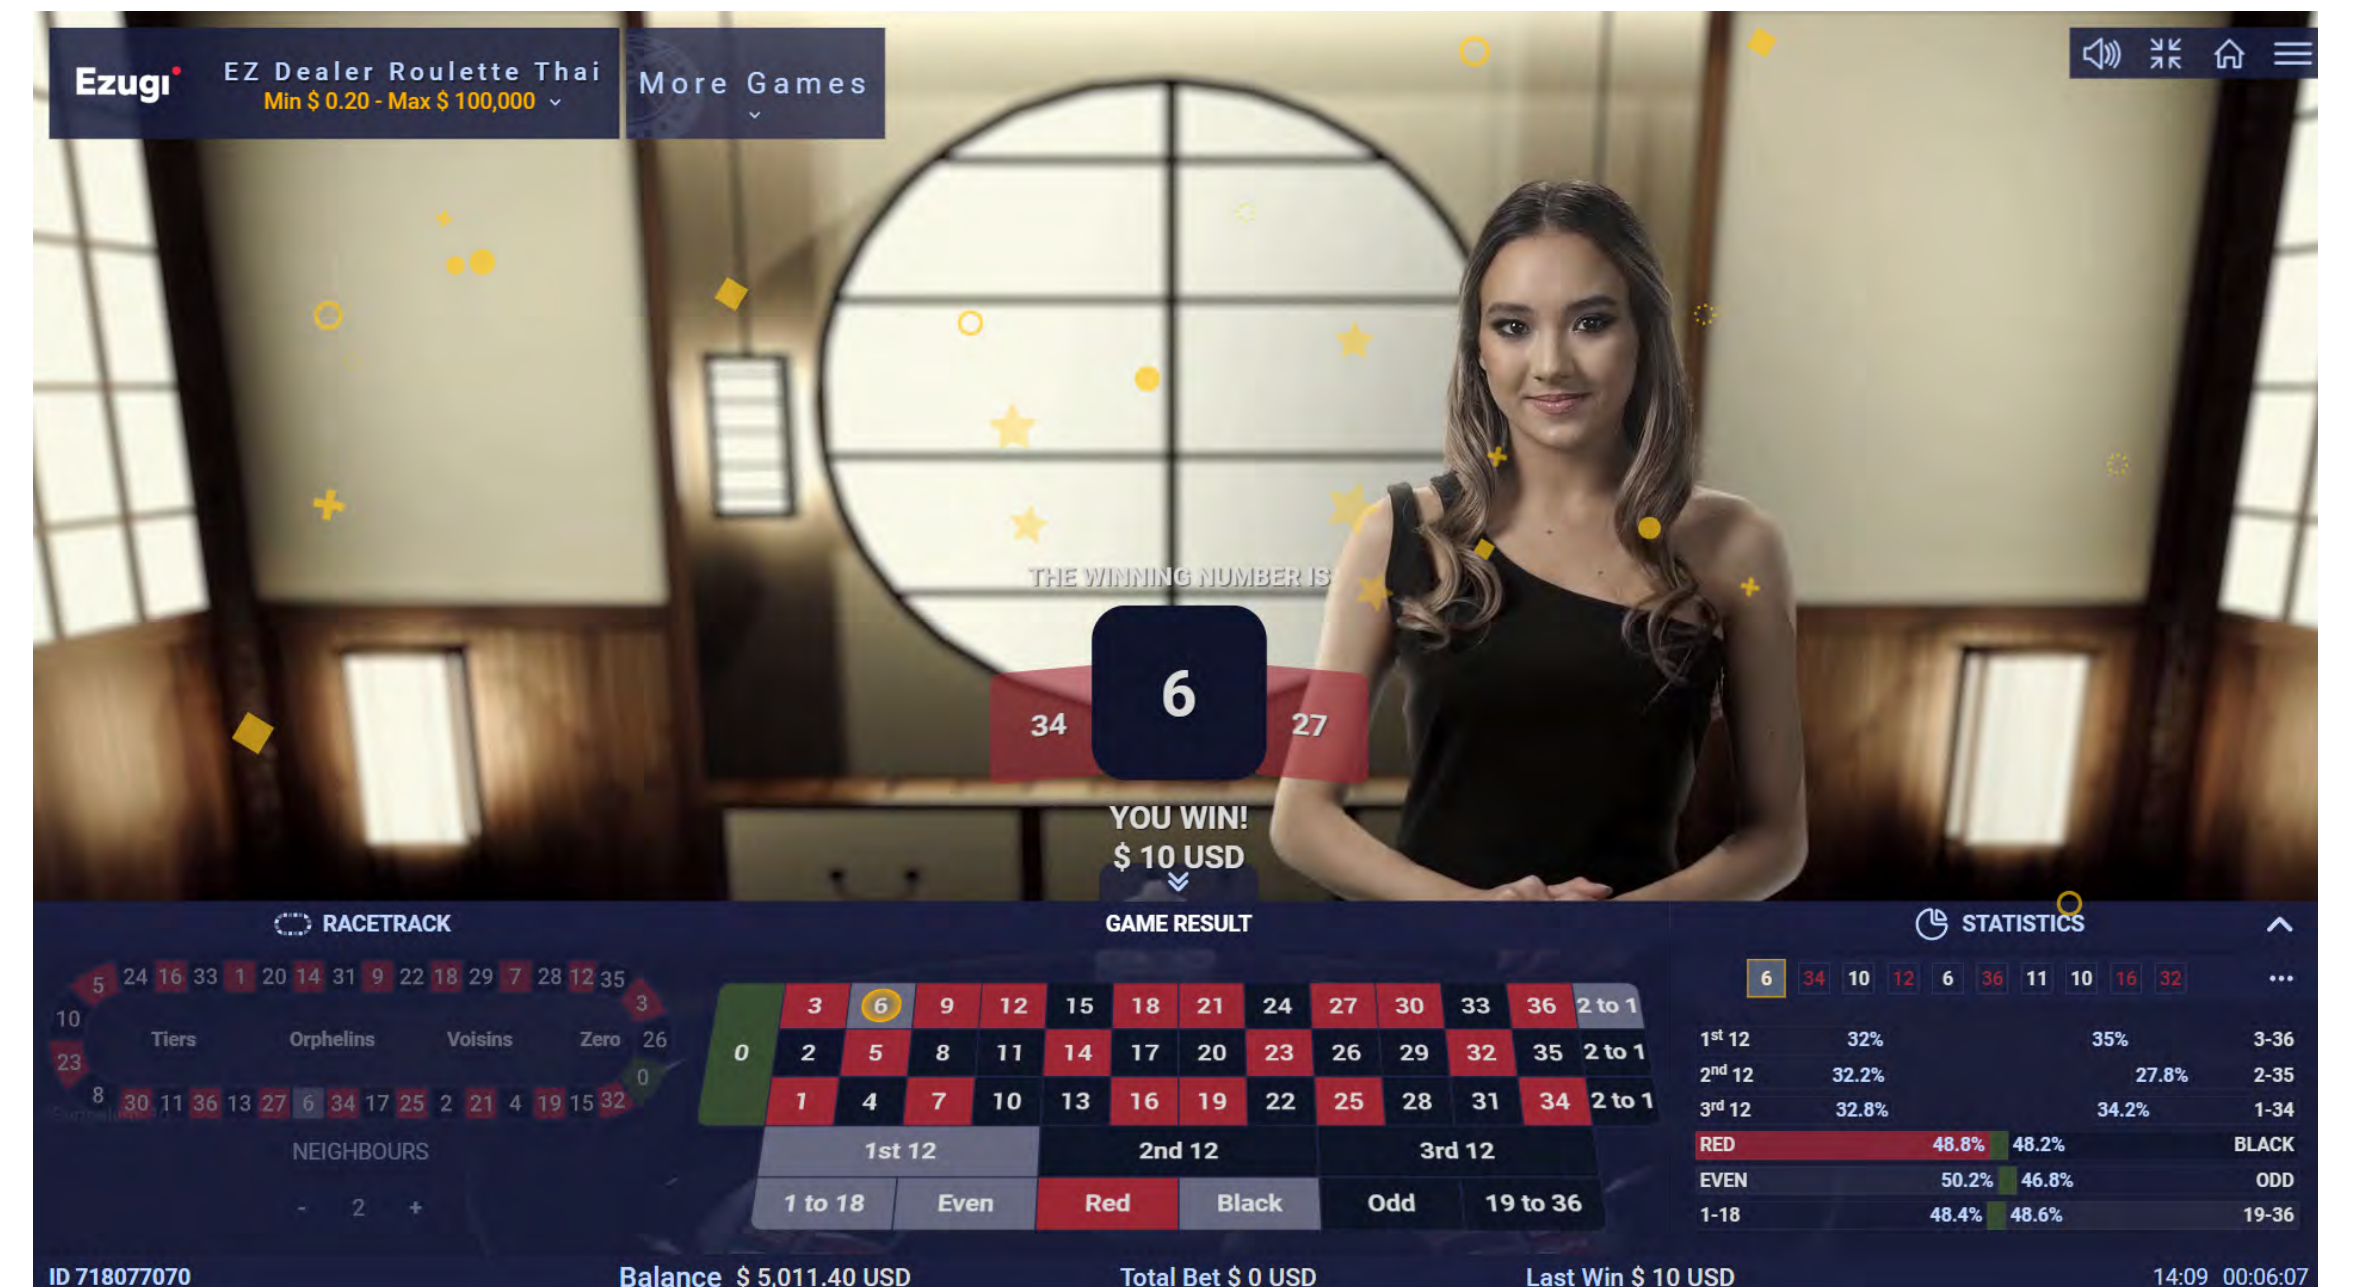 Ezugi
EZ Dealer Roulette Thai
Min $ 0.20 - Max $ 100,000
More Games
THE WINNING NUMBER IS
34 6 27
YOU WIN!
$ 10 USD
RACETRACK
GAME RESULT
STATISTICS
5 24 16 33 1 20 14 31 9 22 18 29 7 28 12 35 3
10 Tiers Orphelins Voisins Zero 26
23 0
8 30 11 36 13 27 6 34 17 25 2 21 4 19 15 32
NEIGHBOURS
- 2 +
3 6 9 12 15 18 21 24 27 30 33 36 2 to 1
0 2 5 8 11 14 17 20 23 26 29 32 35 2 to 1
1 4 7 10 13 16 19 22 25 28 31 34 2 to 1
1st 12 2nd 12 3rd 12
1 to 18 Even Red Black Odd 19 to 36
6 34 10 12 6 36 11 10 16 32 ...
1st 12 32% 35% 3-36
2nd 12 32.2% 27.8% 2-35
3rd 12 32.8% 34.2% 1-34
RED 48.8% 48.2% BLACK
EVEN 50.2% 46.8% ODD
1-18 48.4% 48.6% 19-36
ID 718077070
Balance $ 5,011.40 USD
Total Bet $ 0 USD
Last Win $ 10 USD
14:09 00:06:07